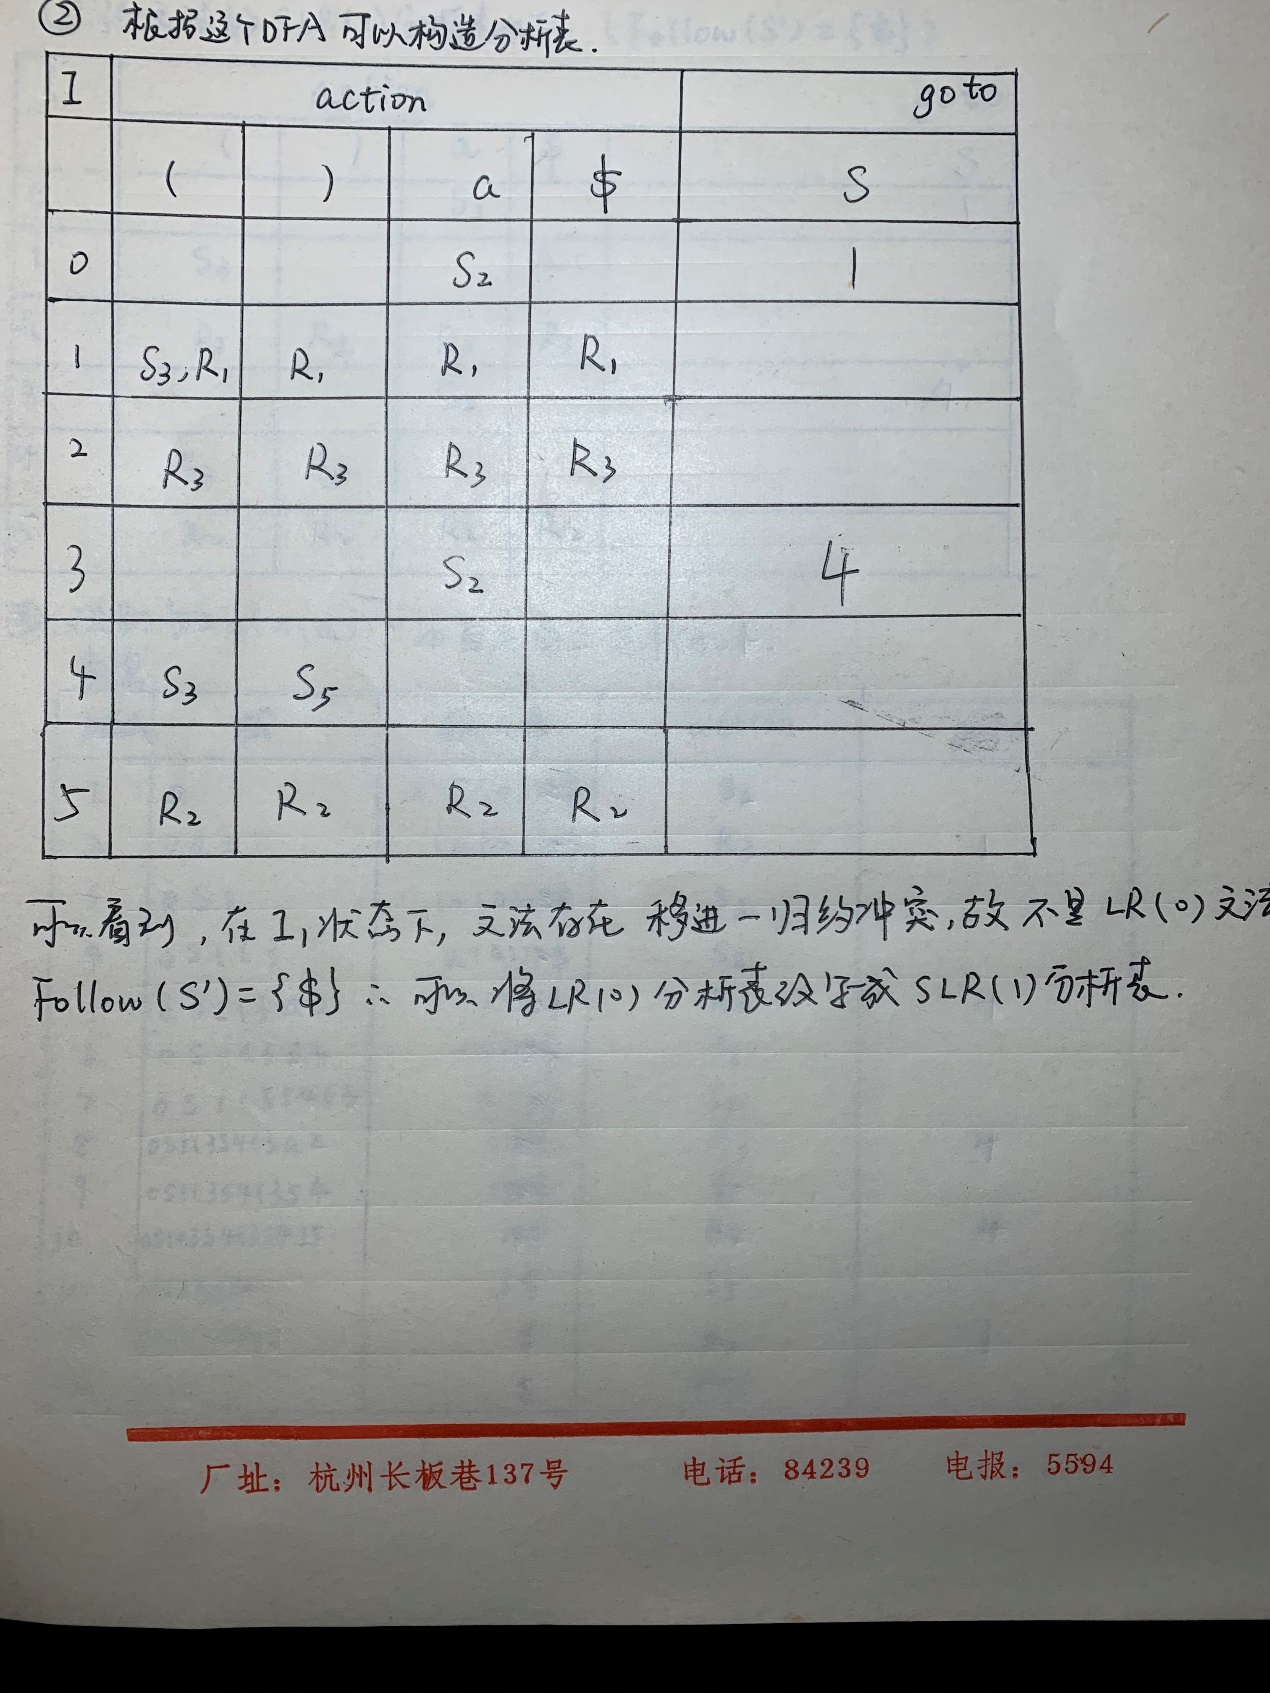 ② 根据这个DFA可以构造分析表.
I action goto
( ) a $ S
0 S2 1
1 S3,R1 R1 R1 R1
2 R3 R3 R3 R3
3 S2 4
4 S3 S5
5 R2 R2 R2 R2
可以看到,在I1状态下,文法存在移进-归约冲突,故不是LR(0)文法
Follow(S')={$} ∴可以将LR(0)分析表改写成SLR(1)分析表.
厂址：杭州长板巷137号 电话：84239 电报：5594